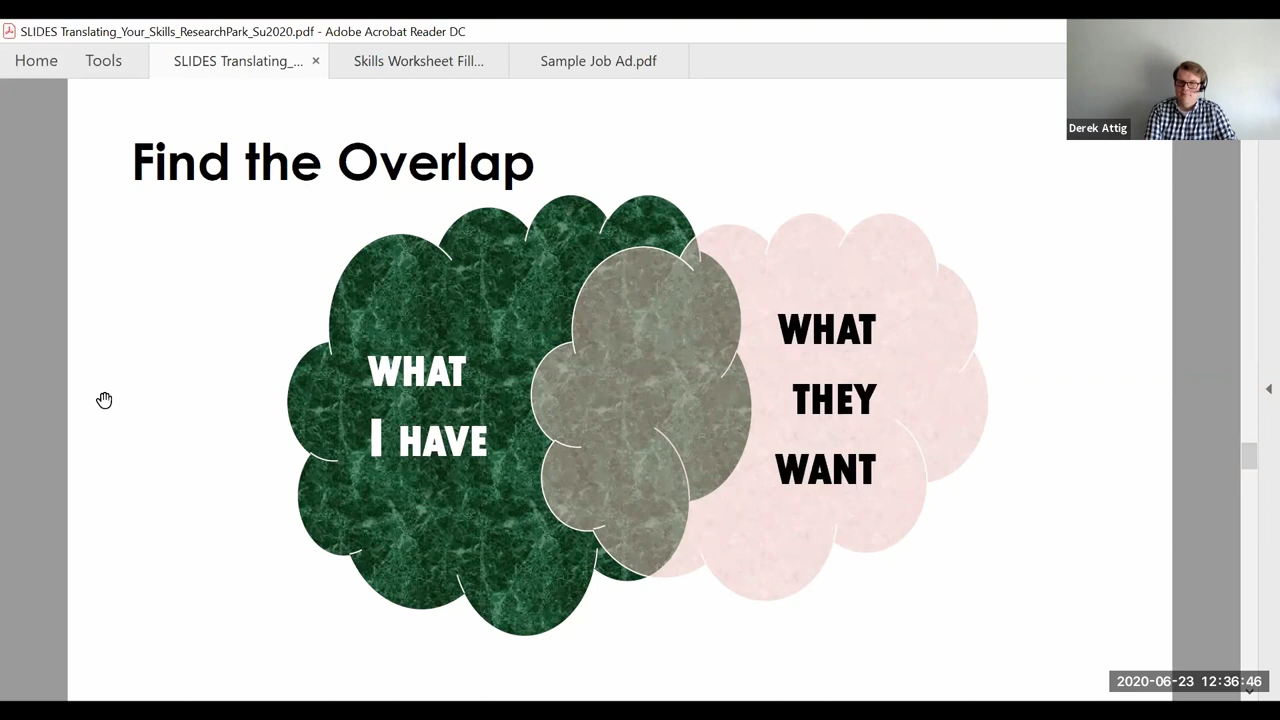 SLIDES Translating_Your_Skills_ResearchPark_Su2020.pdf - Adobe Acrobat Reader DC
Home Tools SLIDES Translating_... × Skills Worksheet Fill... Sample Job Ad.pdf
Derek Attig
Find the Overlap
WHAT
I HAVE
WHAT
THEY
WANT
2020-06-23 12:36:46